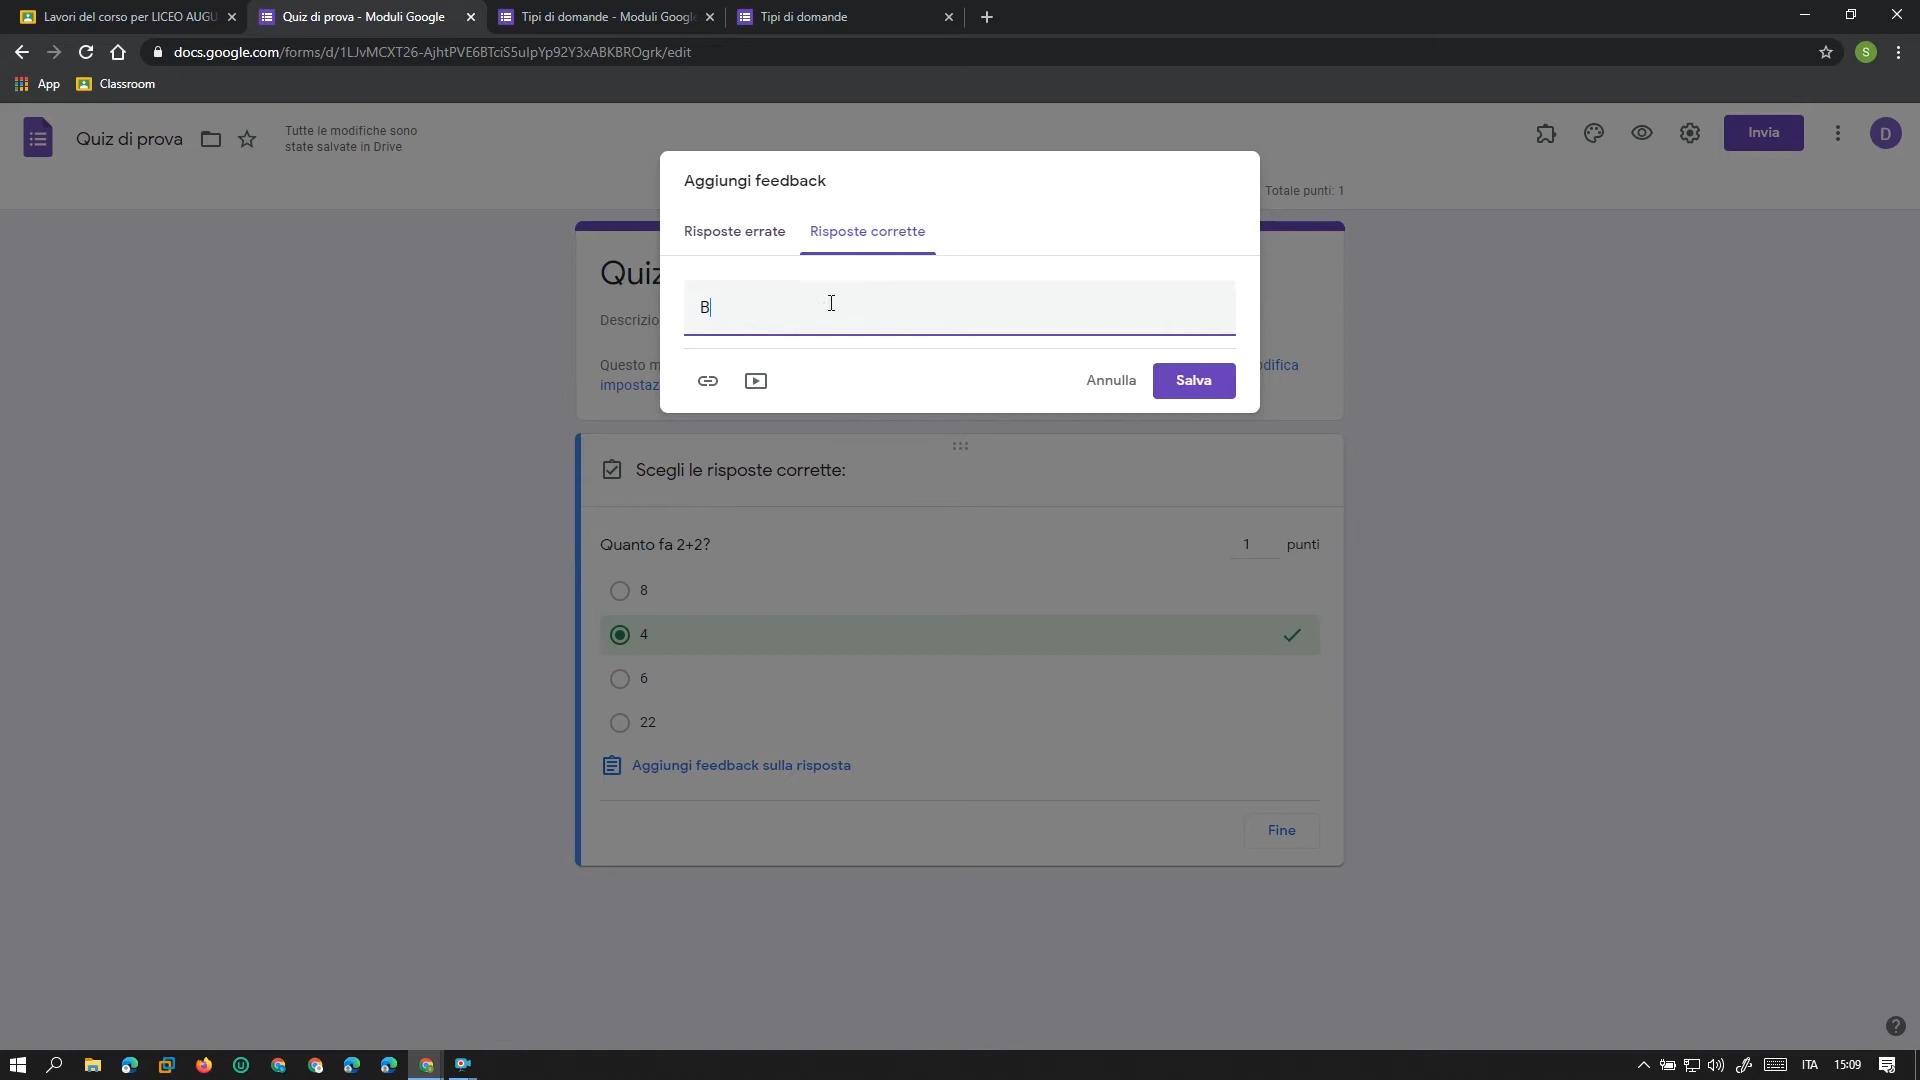 Lavori del corso per LICEO AUGU
Quiz di prova - Moduli Google
Tipi di domande - Moduli Googl
Tipi di domande
docs.google.com/forms/d/1LJvMCXT26-AjhtPVE6BTciS5uIpYp92Y3xABKBROgrk/edit
S
App
Classroom
Quiz di prova
Tutte le modifiche sono
state salvate in Drive
Invia
D
Totale punti: 1
Aggiungi feedback
Risposte errate
Risposte corrette
B
Annulla
Salva
Quiz
Descrizio
Questo m
odifica
impostaz
Scegli le risposte corrette:
Quanto fa 2+2?
1 punti
8
4
6
22
Aggiungi feedback sulla risposta
Fine
ITA
15:09